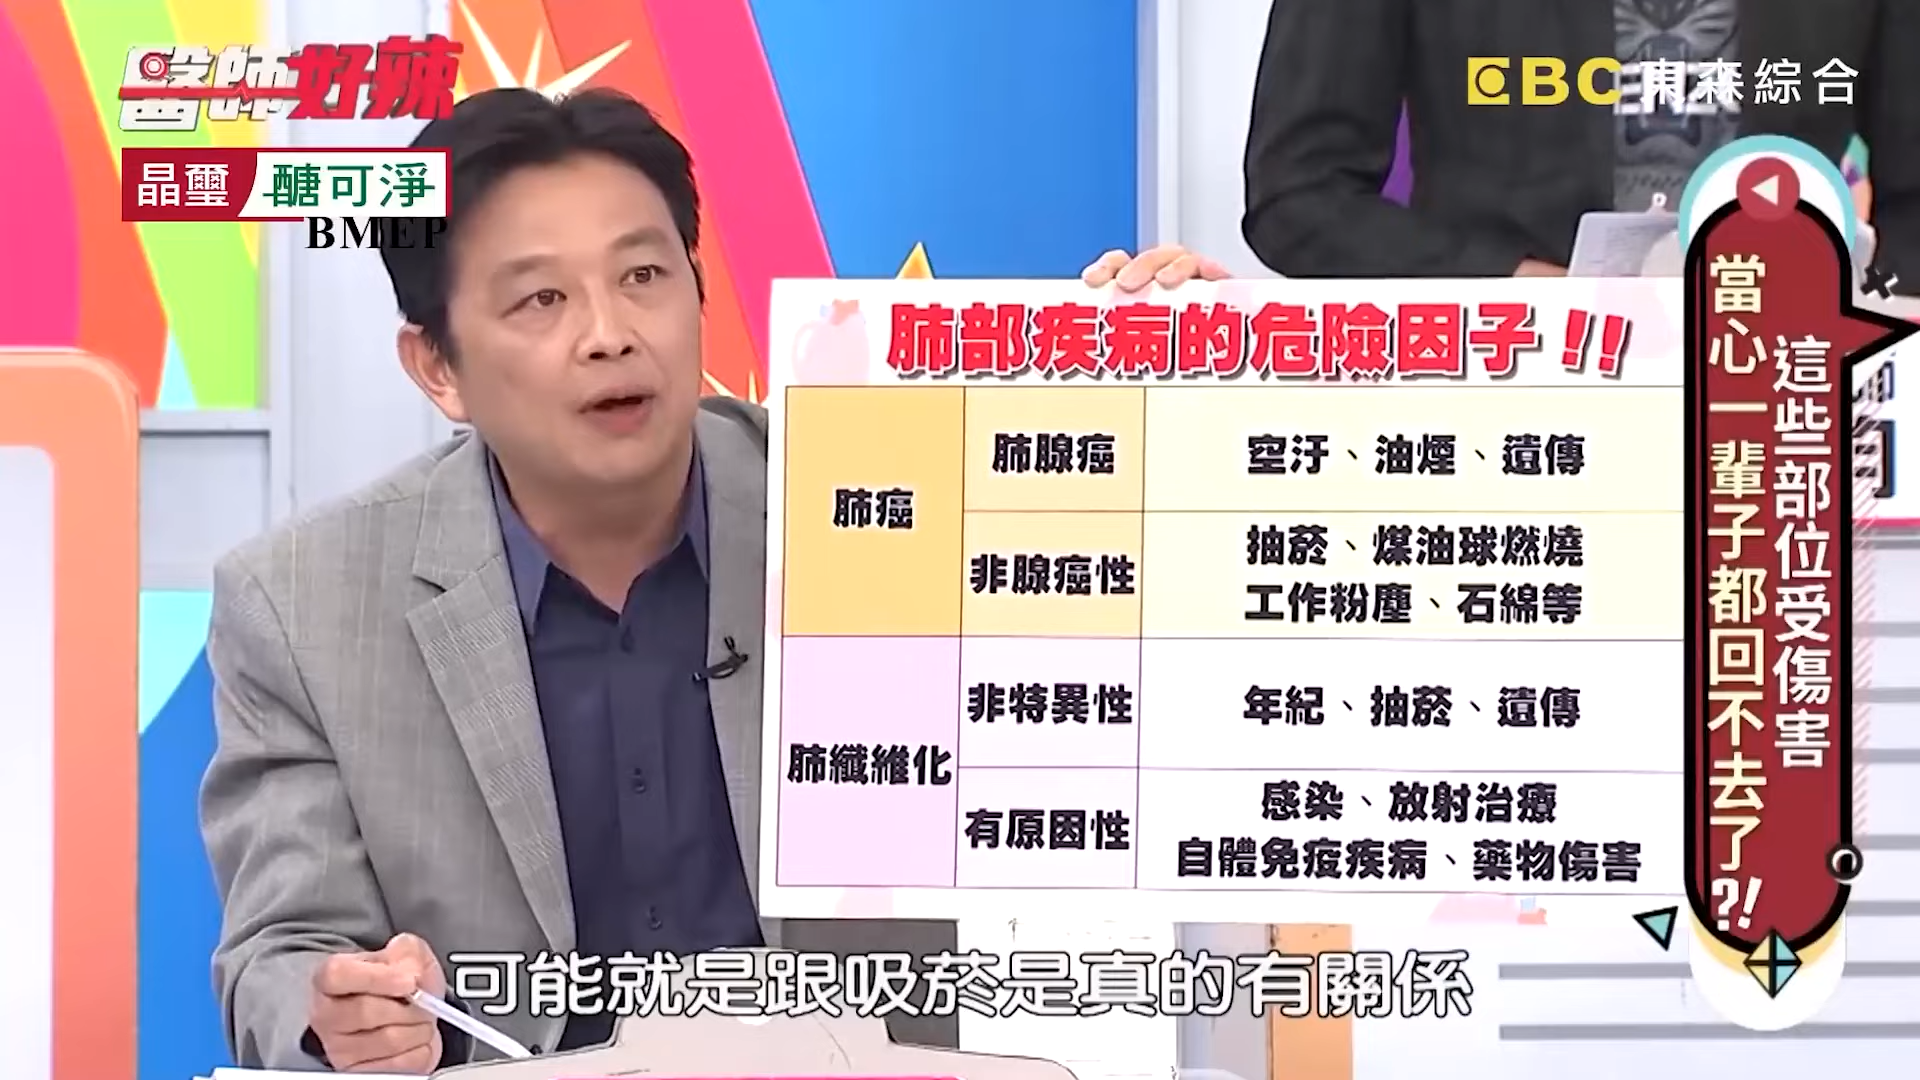 醫師好辣
EBC 東森綜合
晶璽 醣可淨
BMEP
肺部疾病的危險因子!!
肺癌
肺腺癌
空汙、油煙、遺傳
非腺癌性
抽菸、煤油球燃燒
工作粉塵、石綿等
肺纖維化
非特異性
年紀、抽菸、遺傳
有原因性
感染、放射治療
自體免疫疾病、藥物傷害
這些部位受傷害
當心一輩子都回不去了?!
可能就是跟吸菸是真的有關係